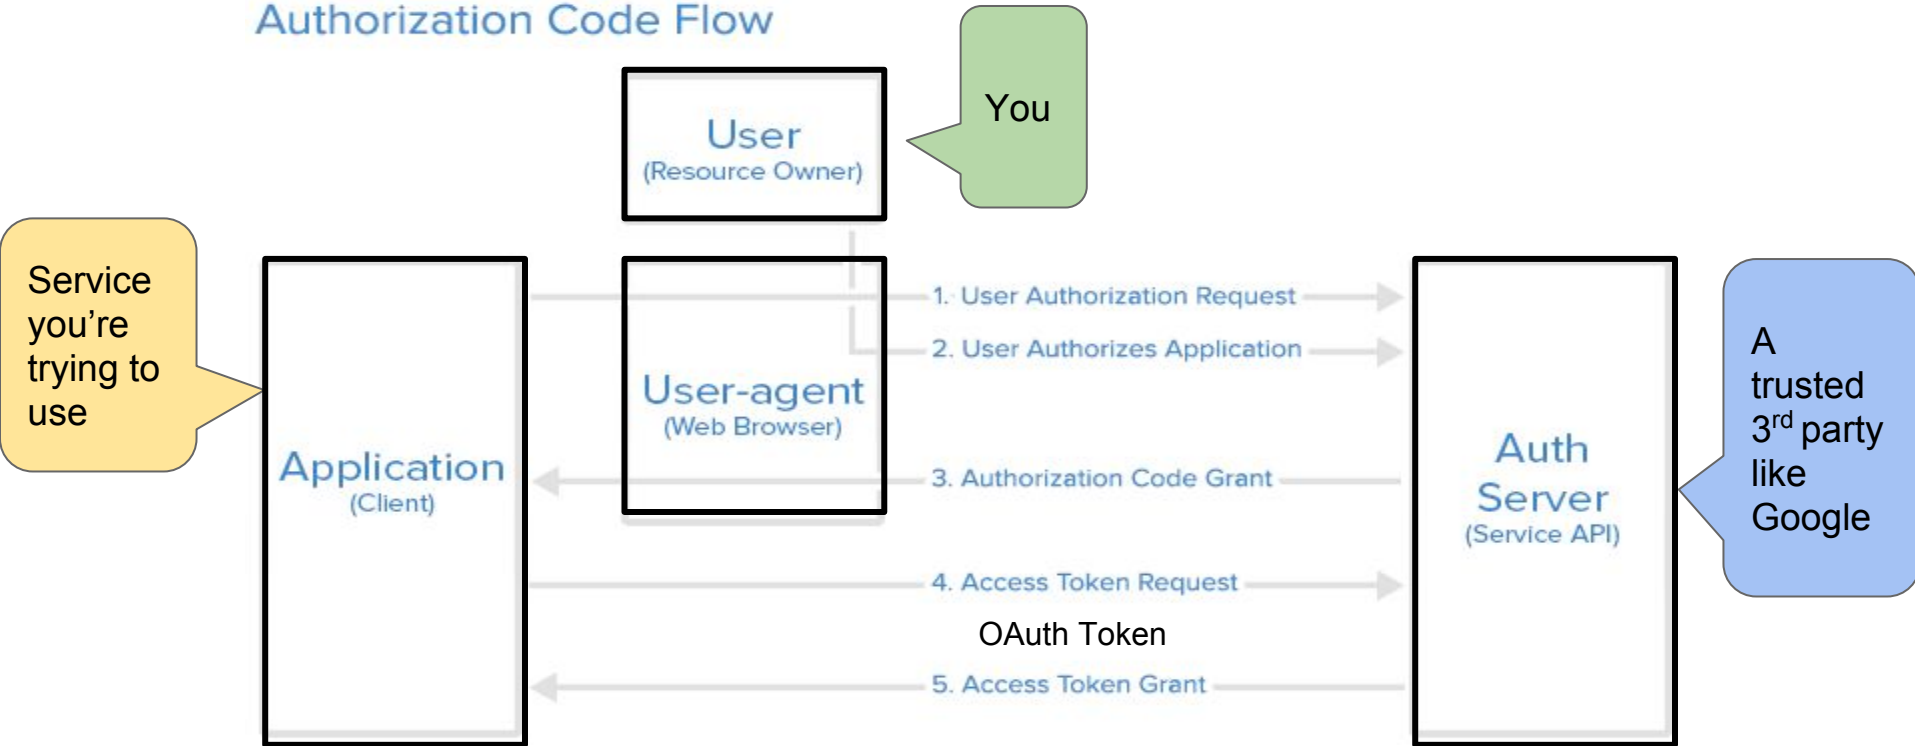 Authorization Code Flow
User
(Resource Owner)
You
Service
you’re
trying to
use
Application
(Client)
User-agent
(Web Browser)
1. User Authorization Request
2. User Authorizes Application
3. Authorization Code Grant
4. Access Token Request
OAuth Token
5. Access Token Grant
Auth
Server
(Service API)
A
trusted
3rd party
like
Google